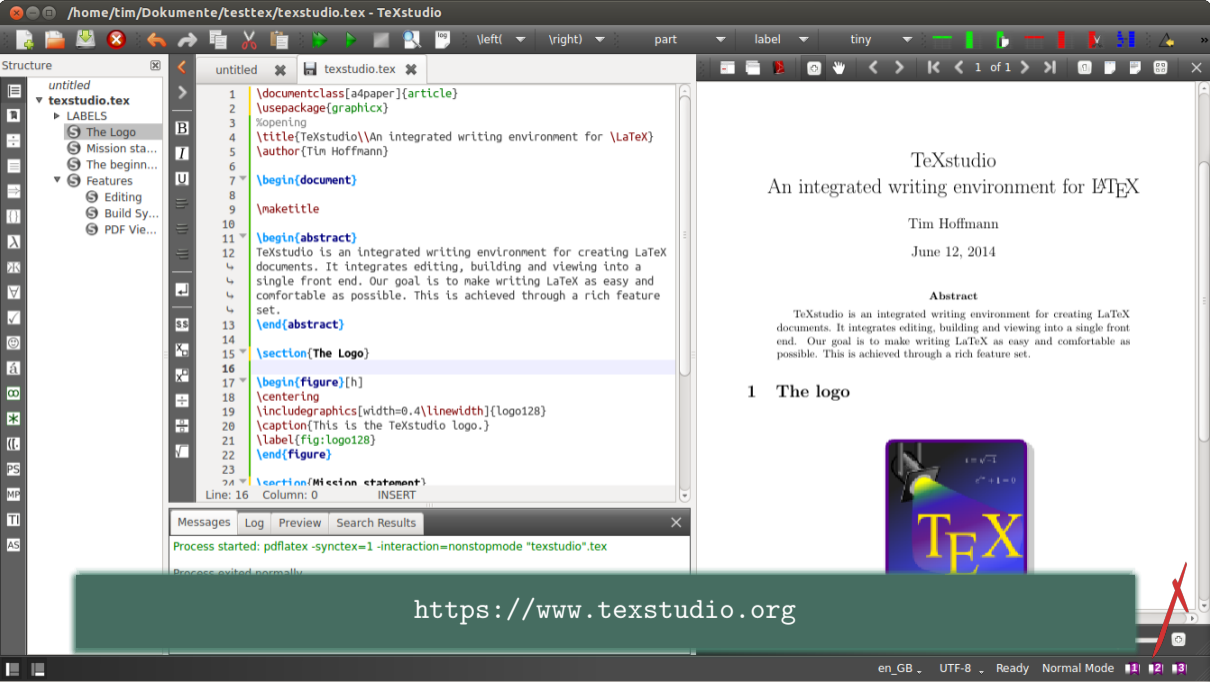 /home/tim/Dokumente/testtex/texstudio.tex - TeXstudio
log
\left( \right) part label tiny
Structure
untitled
texstudio.tex
LABELS
The Logo
Mission sta...
The beginn...
Features
Editing
Build Sy...
PDF Vie...
PS
MP
TI
AS
B
I
U
$$
untitled texstudio.tex
1 \documentclass[a4paper]{article}
2 \usepackage{graphicx}
3 %opening
4 \title{TeXstudio\\An integrated writing environment for \LaTeX}
5 \author{Tim Hoffmann}
6
7 \begin{document}
8
9 \maketitle
10
11 \begin{abstract}
12 TeXstudio is an integrated writing environment for creating LaTeX
documents. It integrates editing, building and viewing into a
single front end. Our goal is to make writing LaTeX as easy and
comfortable as possible. This is achieved through a rich feature
set.
13 \end{abstract}
14
15 \section{The Logo}
16
17 \begin{figure}[h]
18 \centering
19 \includegraphics[width=0.4\linewidth]{logo128}
20 \caption{This is the TeXstudio logo.}
21 \label{fig:logo128}
22 \end{figure}
23
24 \section{Mission statement}
Line: 16 Column: 0 INSERT
Messages Log Preview Search Results
Process started: pdflatex -synctex=1 -interaction=nonstopmode "texstudio".tex
Process exited normally
1 of 1
TeXstudio
An integrated writing environment for LATEX
Tim Hoffmann
June 12, 2014
Abstract
TeXstudio is an integrated writing environment for creating LaTeX
documents. It integrates editing, building and viewing into a single front
end. Our goal is to make writing LaTeX as easy and comfortable as
possible. This is achieved through a rich feature set.
1 The logo
TEX
https://www.texstudio.org
en_GB UTF-8 Ready Normal Mode 1 2 3